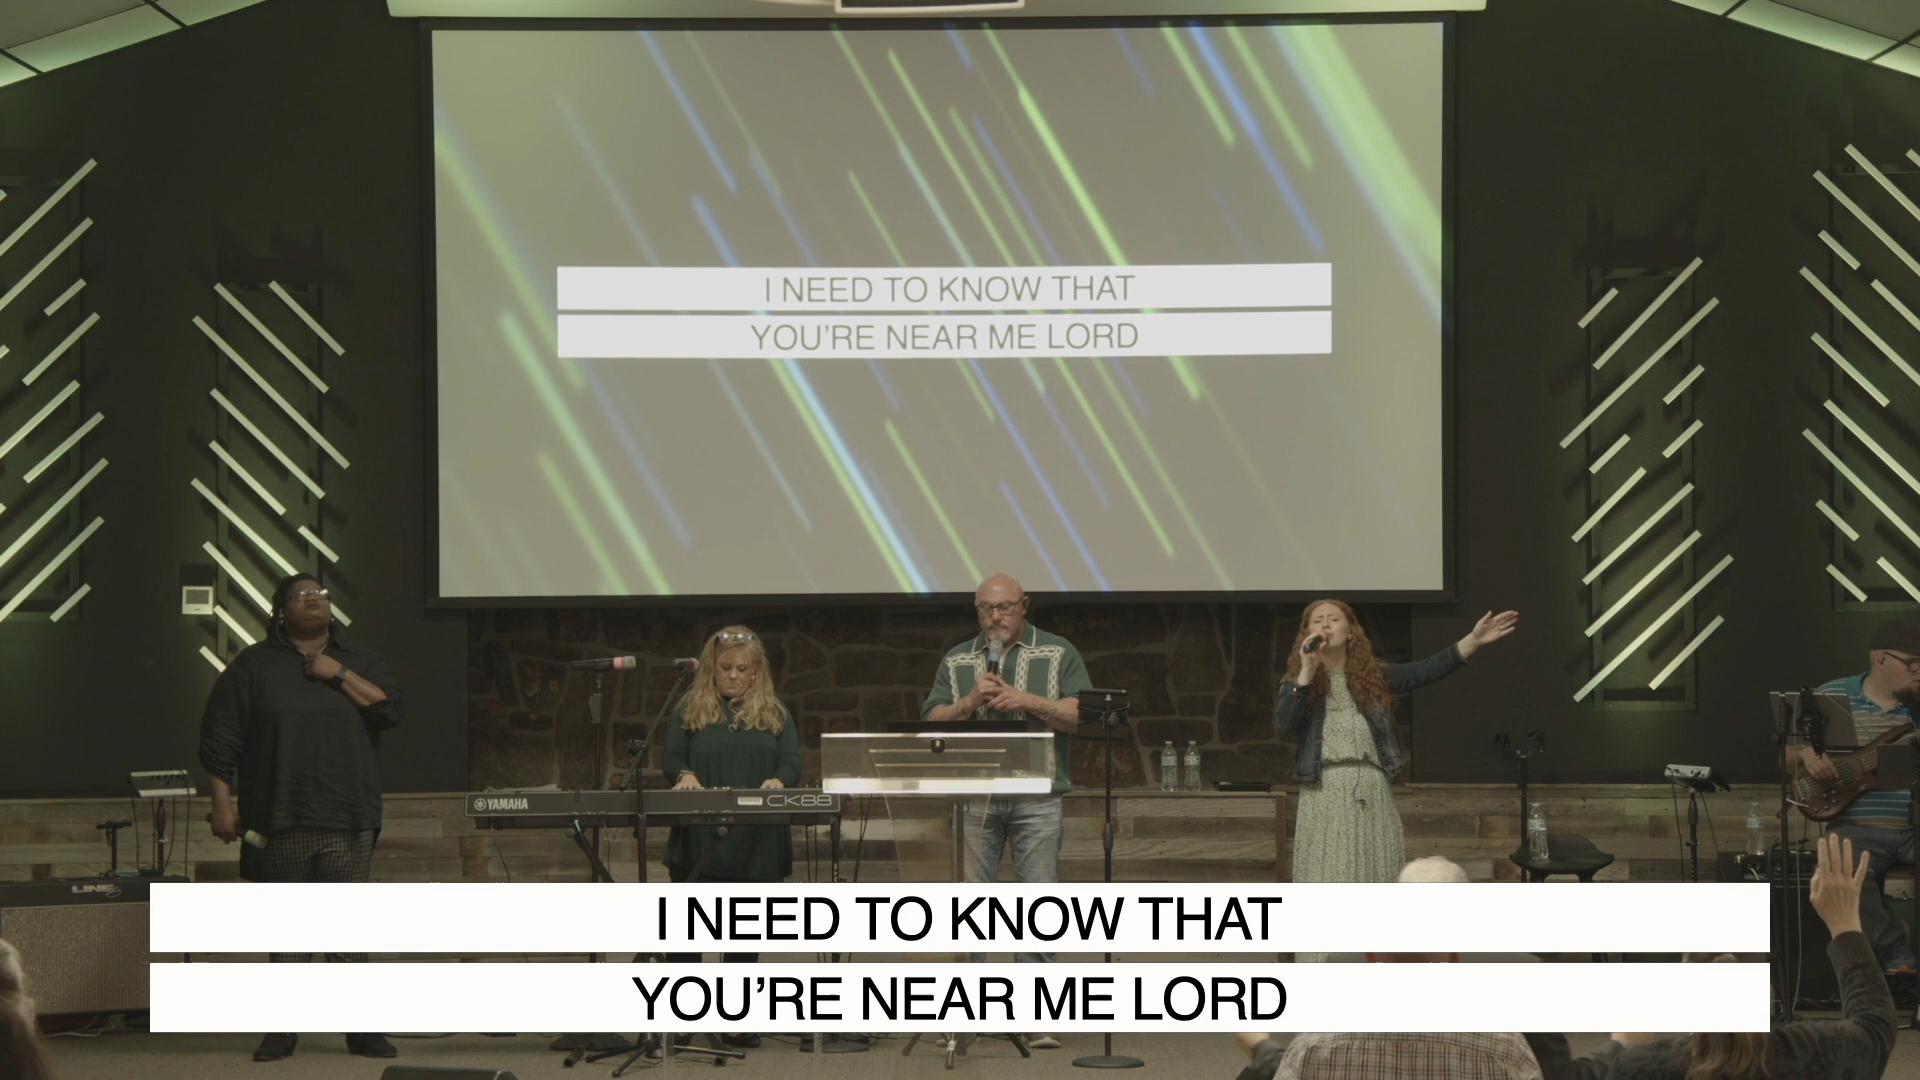 I NEED TO KNOW THAT
YOU'RE NEAR ME LORD
YAMAHA
CK88
LINE 6
I NEED TO KNOW THAT
YOU'RE NEAR ME LORD